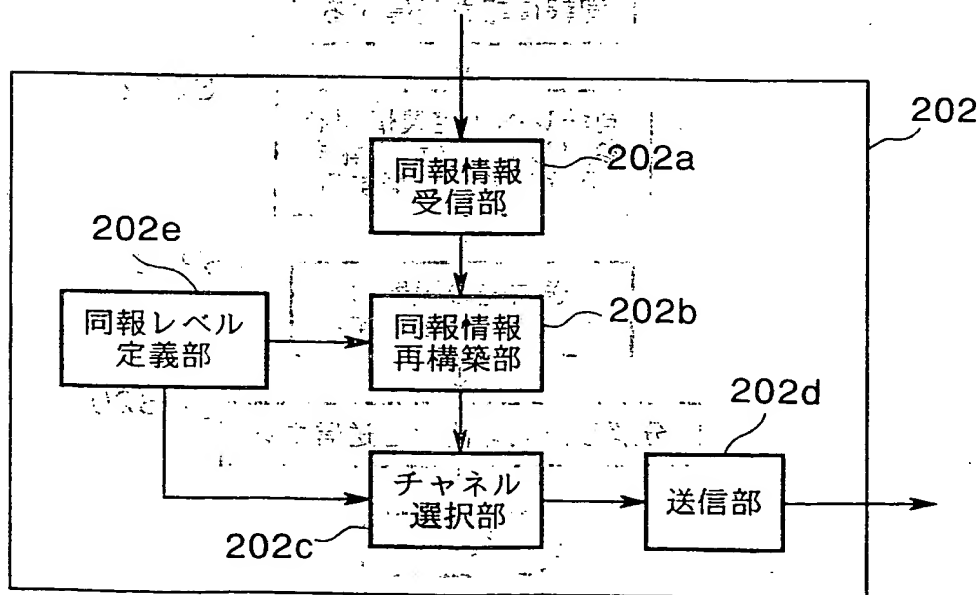 202
202a
同報情報
受信部
202e
202b
同報レベル
定義部
同報情報
再構築部
202d
チャネル
選択部
送信部
202c